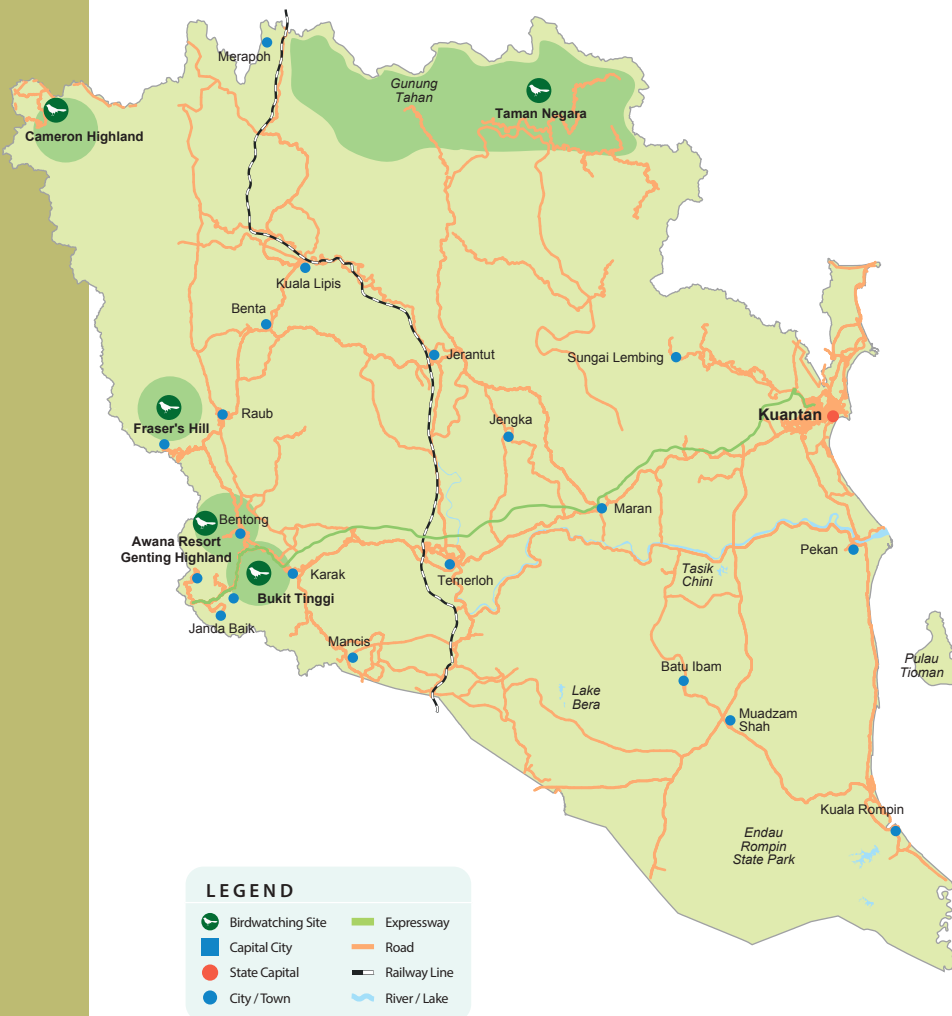 Merapoh
Gunung
Tahan
Taman Negara
Cameron Highland
Kuala Lipis
Benta
Jerantut
Sungai Lembing
Raub
Fraser's Hill
Jengka
Kuantan
Maran
Bentong
Awana Resort
Genting Highland
Karak
Bukit Tinggi
Janda Baik
Temerloh
Tasik
Chini
Pekan
Mancis
Batu Ibam
Lake
Bera
Muadzam
Shah
Pulau
Tioman
Kuala Rompin
Endau
Rompin
State Park
LEGEND
Birdwatching Site
Capital City
State Capital
City / Town
Expressway
Road
Railway Line
River / Lake